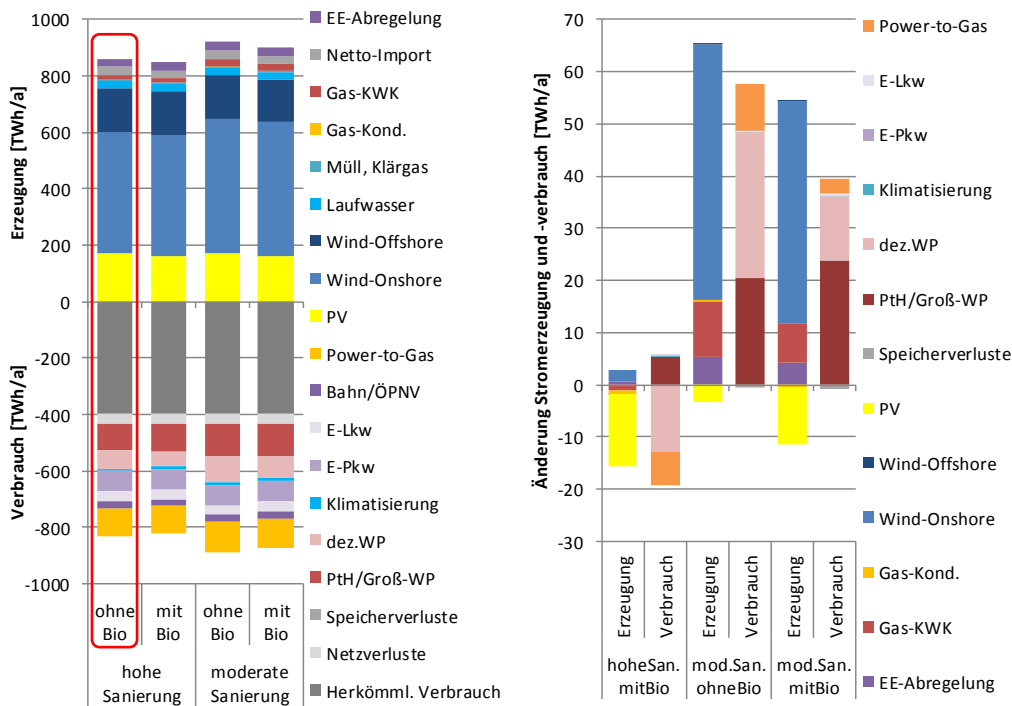 Erzeugung [TWh/a]
Verbrauch [TWh/a]
1000
800
600
400
200
0
-200
-400
-600
-800
-1000
ohne
Bio
mit
Bio
ohne
Bio
mit
Bio
hohe
Sanierung
moderate
Sanierung
EE-Abregelung
Netto-Import
Gas-KWK
Gas-Kond.
Müll, Klärgas
Laufwasser
Wind-Offshore
Wind-Onshore
PV
Power-to-Gas
Bahn/ÖPNV
E-Lkw
E-Pkw
Klimatisierung
dez.WP
PtH/Groß-WP
Speicherverluste
Netzverluste
Herkömml. Verbrauch
Änderung Stromerzeugung und -verbrauch [TWh/a]
70
60
50
40
30
20
10
0
-10
-20
-30
Erzeugung
Verbrauch
Erzeugung
Verbrauch
Erzeugung
Verbrauch
hoheSan.
mitBio
mod.San.
ohneBio
mod.San.
mitBio
Power-to-Gas
E-Lkw
E-Pkw
Klimatisierung
dez.WP
PtH/Groß-WP
Speicherverluste
PV
Wind-Offshore
Wind-Onshore
Gas-Kond.
Gas-KWK
EE-Abregelung